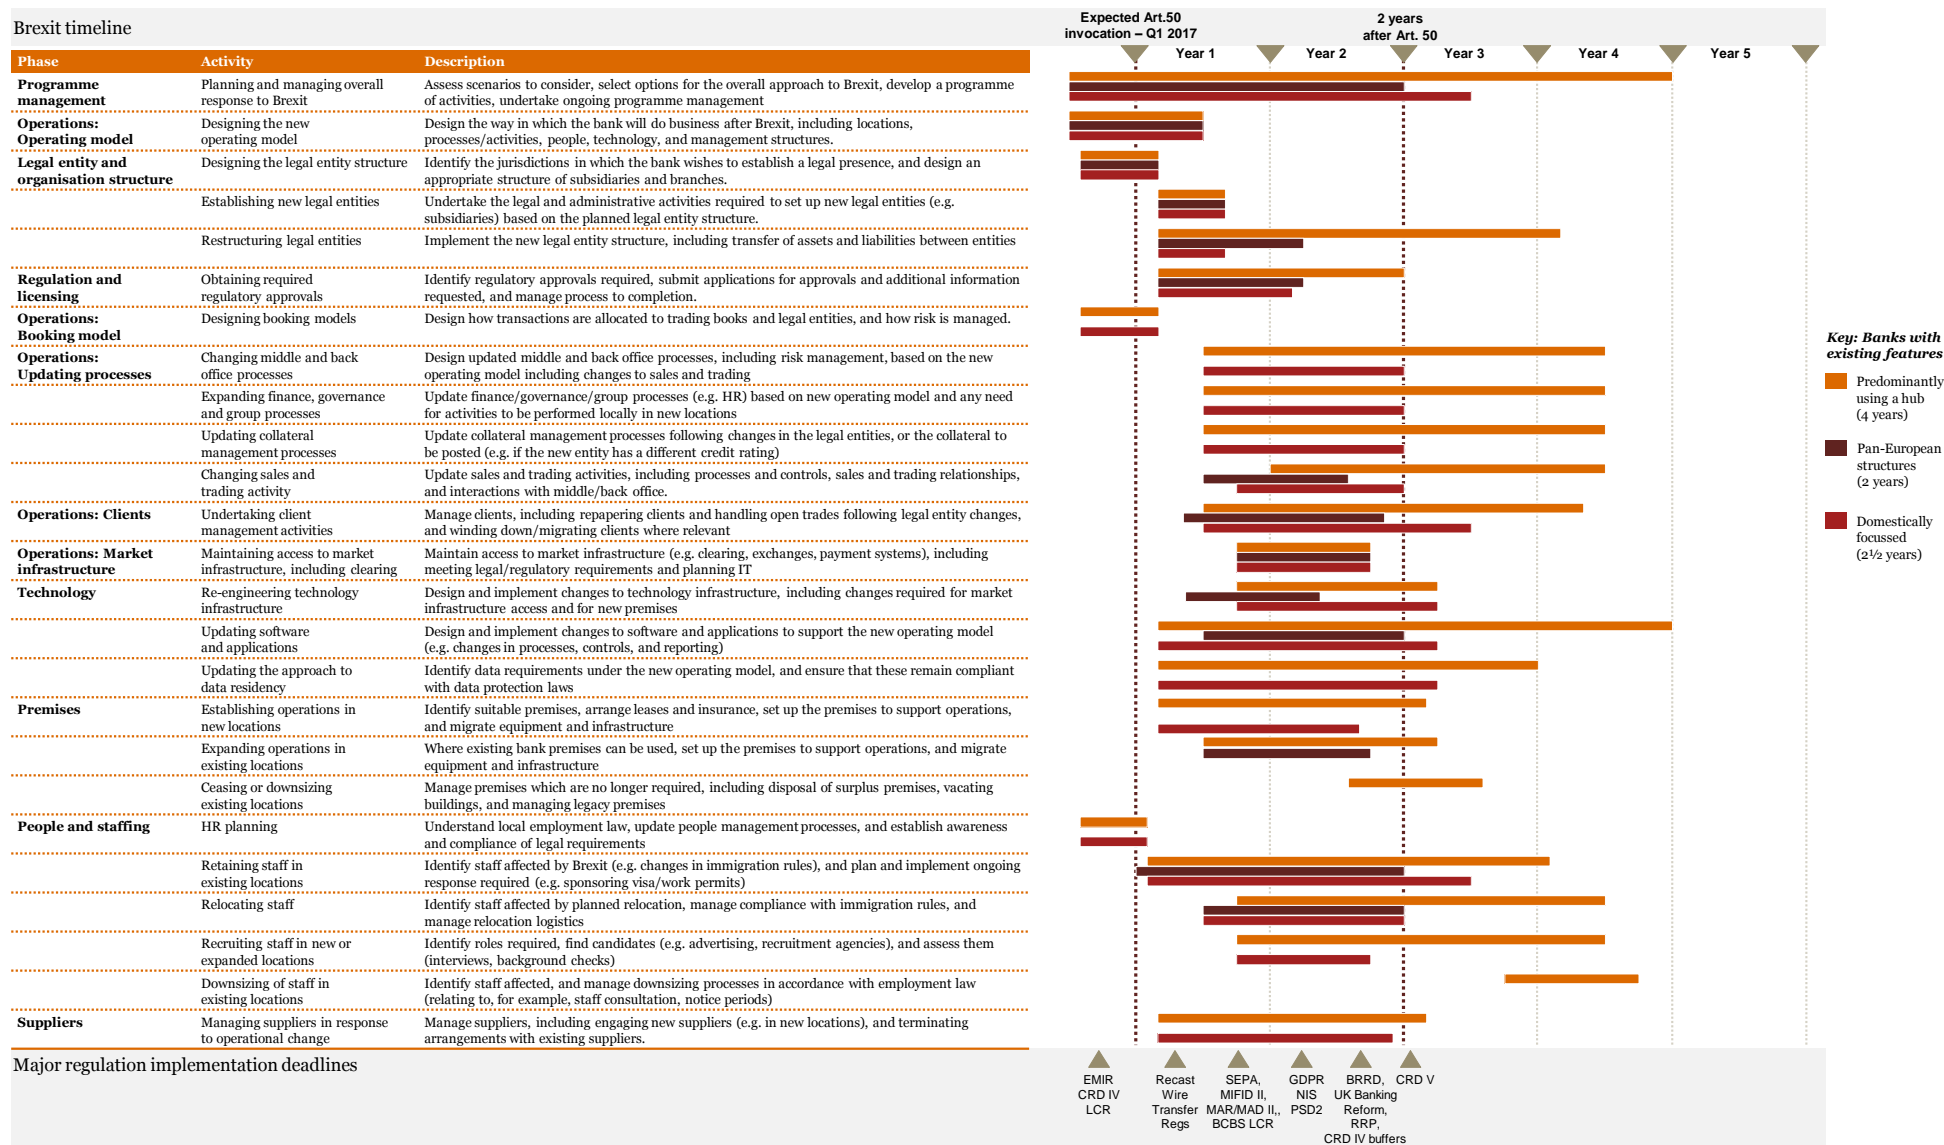 Brexit timeline
Expected Art.50
invocation – Q1 2017
2 years
after Art. 50
Year 1
Year 2
Year 3
Year 4
Year 5
Phase
Activity
Description
Programme
management
Planning and managing overall
response to Brexit
Assess scenarios to consider, select options for the overall approach to Brexit, develop a programme
of activities, undertake ongoing programme management
Operations:
Operating model
Designing the new
operating model
Design the way in which the bank will do business after Brexit, including locations,
processes/activities, people, technology, and management structures.
Legal entity and
organisation structure
Designing the legal entity structure
Identify the jurisdictions in which the bank wishes to establish a legal presence, and design an
appropriate structure of subsidiaries and branches.
Establishing new legal entities
Undertake the legal and administrative activities required to set up new legal entities (e.g.
subsidiaries) based on the planned legal entity structure.
Restructuring legal entities
Implement the new legal entity structure, including transfer of assets and liabilities between entities
Regulation and
licensing
Obtaining required
regulatory approvals
Identify regulatory approvals required, submit applications for approvals and additional information
requested, and manage process to completion.
Operations:
Booking model
Designing booking models
Design how transactions are allocated to trading books and legal entities, and how risk is managed.
Operations:
Updating processes
Changing middle and back
office processes
Design updated middle and back office processes, including risk management, based on the new
operating model including changes to sales and trading
Expanding finance, governance
and group processes
Update finance/governance/group processes (e.g. HR) based on new operating model and any need
for activities to be performed locally in new locations
Updating collateral
management processes
Update collateral management processes following changes in the legal entities, or the collateral to
be posted (e.g. if the new entity has a different credit rating)
Changing sales and
trading activity
Update sales and trading activities, including processes and controls, sales and trading relationships,
and interactions with middle/back office.
Operations: Clients
Undertaking client
management activities
Manage clients, including repapering clients and handling open trades following legal entity changes,
and winding down/migrating clients where relevant
Operations: Market
infrastructure
Maintaining access to market
infrastructure, including clearing
Maintain access to market infrastructure (e.g. clearing, exchanges, payment systems), including
meeting legal/regulatory requirements and planning IT
Technology
Re-engineering technology
infrastructure
Design and implement changes to technology infrastructure, including changes required for market
infrastructure access and for new premises
Updating software
and applications
Design and implement changes to software and applications to support the new operating model
(e.g. changes in processes, controls, and reporting)
Updating the approach to
data residency
Identify data requirements under the new operating model, and ensure that these remain compliant
with data protection laws
Premises
Establishing operations in
new locations
Identify suitable premises, arrange leases and insurance, set up the premises to support operations,
and migrate equipment and infrastructure
Expanding operations in
existing locations
Where existing bank premises can be used, set up the premises to support operations, and migrate
equipment and infrastructure
Ceasing or downsizing
existing locations
Manage premises which are no longer required, including disposal of surplus premises, vacating
buildings, and managing legacy premises
People and staffing
HR planning
Understand local employment law, update people management processes, and establish awareness
and compliance of legal requirements
Retaining staff in
existing locations
Identify staff affected by Brexit (e.g. changes in immigration rules), and plan and implement ongoing
response required (e.g. sponsoring visa/work permits)
Relocating staff
Identify staff affected by planned relocation, manage compliance with immigration rules, and
manage relocation logistics
Recruiting staff in new or
expanded locations
Identify roles required, find candidates (e.g. advertising, recruitment agencies), and assess them
(interviews, background checks)
Downsizing of staff in
existing locations
Identify staff affected, and manage downsizing processes in accordance with employment law
(relating to, for example, staff consultation, notice periods)
Suppliers
Managing suppliers in response
to operational change
Manage suppliers, including engaging new suppliers (e.g. in new locations), and terminating
arrangements with existing suppliers.
Key: Banks with
existing features
Predominantly
using a hub
(4 years)
Pan-European
structures
(2 years)
Domestically
focussed
(2½ years)
Major regulation implementation deadlines
EMIR
CRD IV
LCR
Recast
Wire
Transfer
Regs
SEPA,
MIFID II,
MAR/MAD II,,
BCBS LCR
GDPR
NIS
PSD2
BRRD,
UK Banking
Reform,
RRP,
CRD IV buffers
CRD V